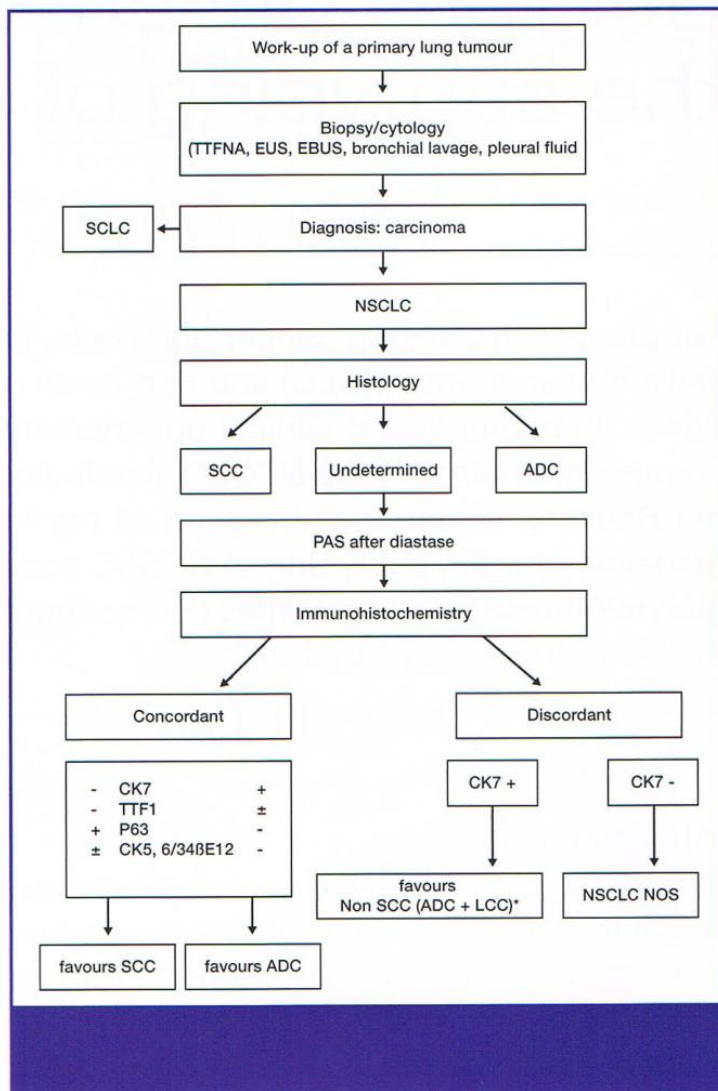 Work-up of a primary lung tumour
Biopsy/cytology
(TTFNA, EUS, EBUS, bronchial lavage, pleural fluid
SCLC
Diagnosis: carcinoma
NSCLC
Histology
SCC
Undetermined
ADC
PAS after diastase
Immunohistochemistry
Concordant
Discordant
- CK7 +
- TTF1 ±
+ P63 -
± CK5, 6/34ßE12 -
CK7 +
CK7 -
favours
Non SCC (ADC + LCC)*
NSCLC NOS
favours SCC
favours ADC